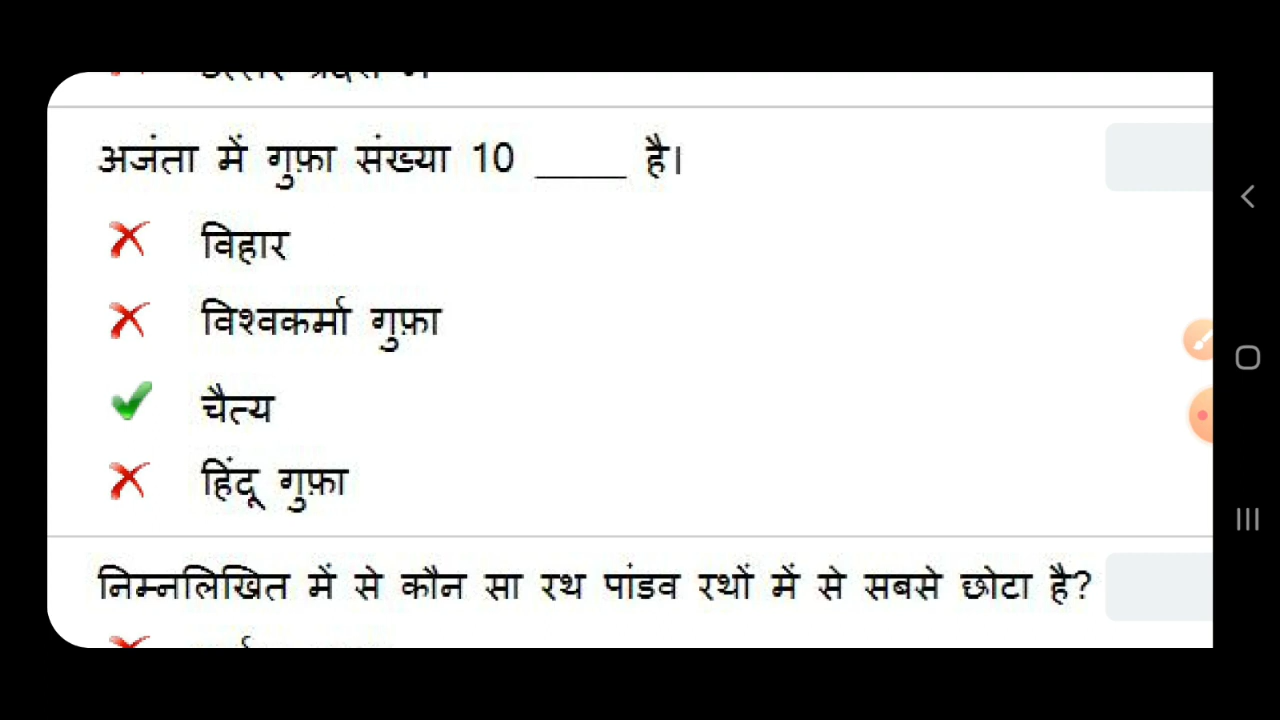 अजंता में गुफ़ा संख्या 10 _____ है।
विहार
विश्वकर्मा गुफ़ा
चैत्य
हिंदू गुफ़ा
निम्नलिखित में से कौन सा रथ पांडव रथों में से सबसे छोटा है?